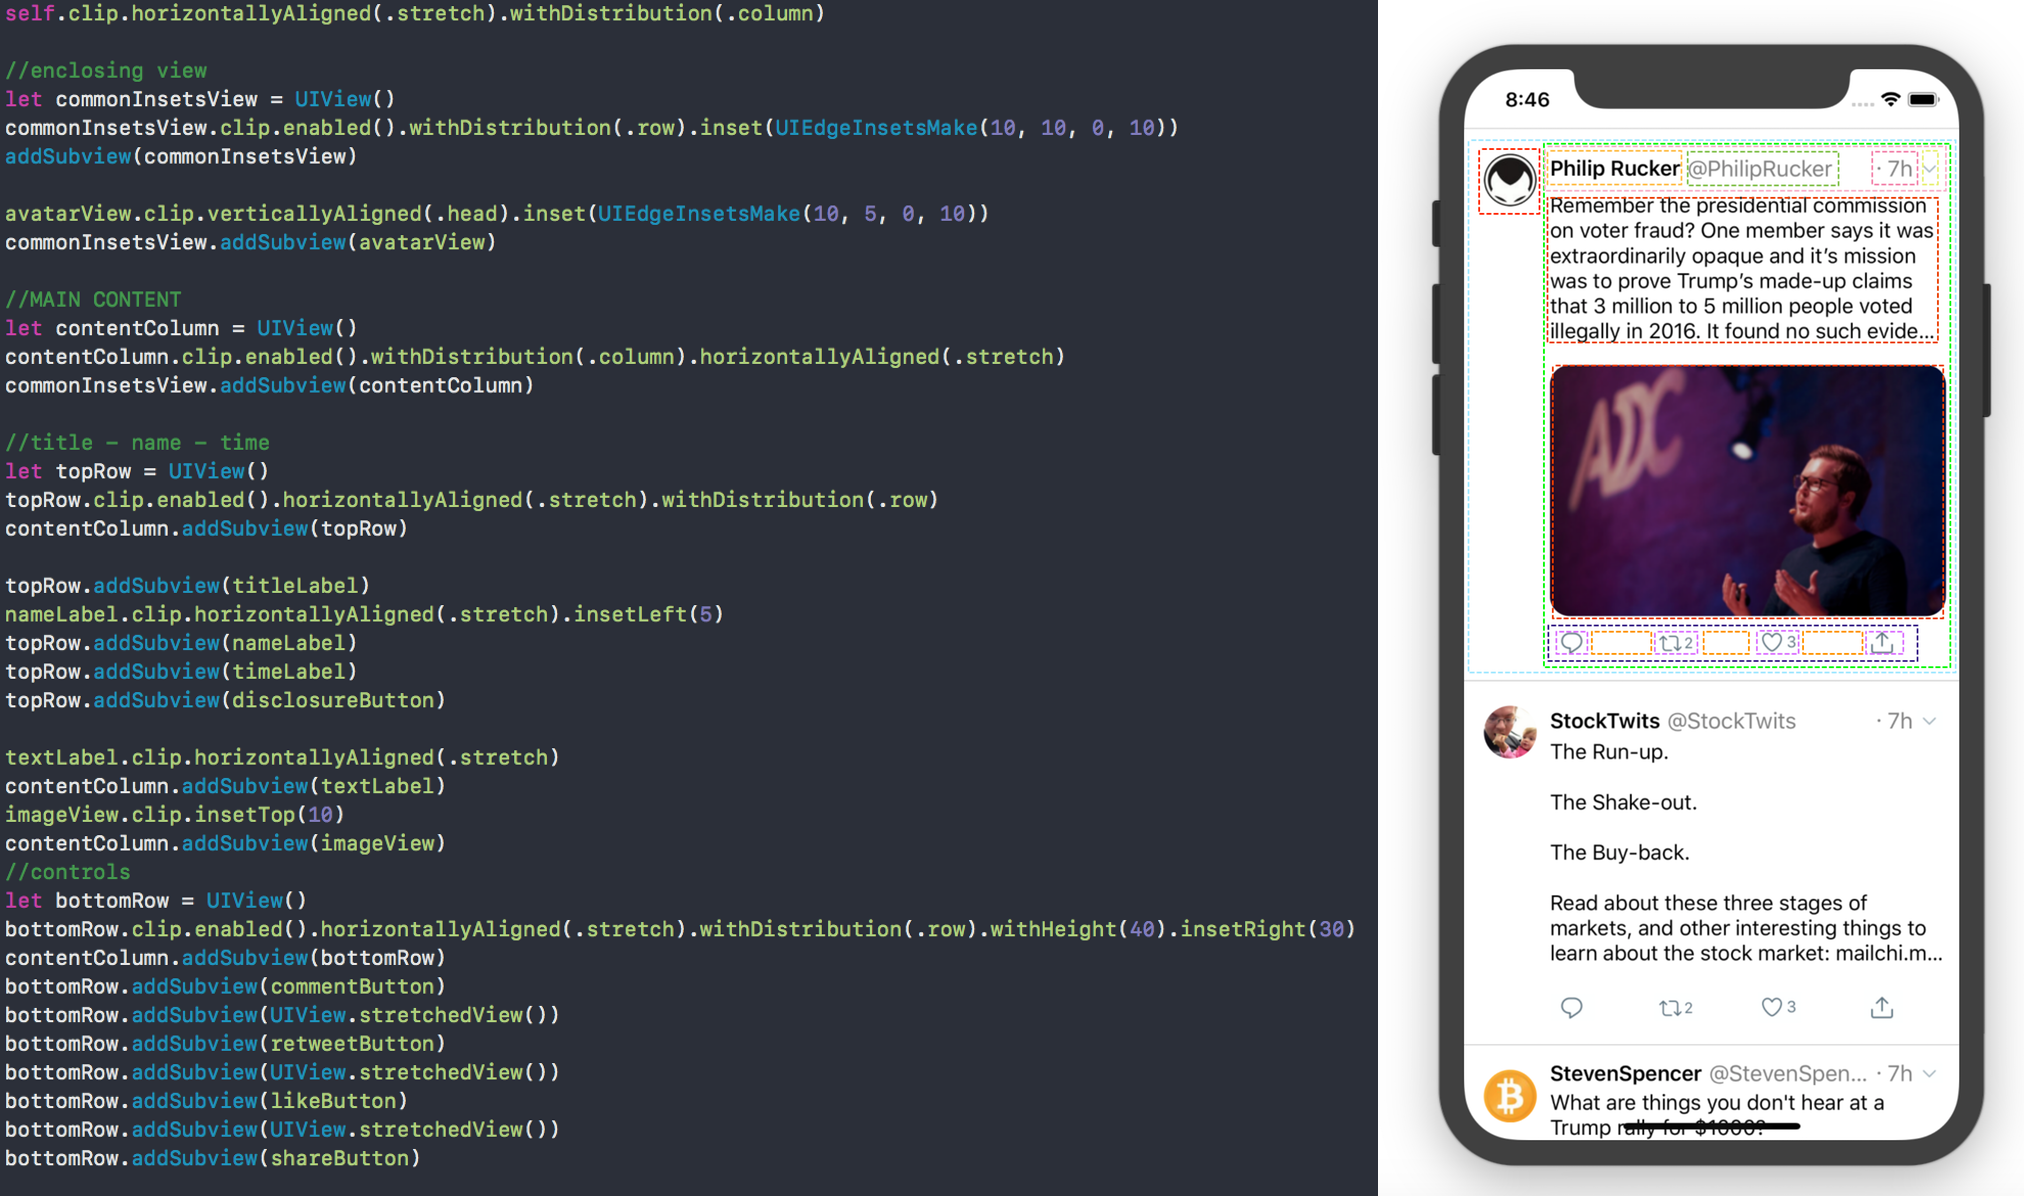 self.clip.horizontallyAligned(.stretch).withDistribution(.column)
//enclosing view
let commonInsetsView = UIView()
commonInsetsView.clip.enabled().withDistribution(.row).inset(UIEdgeInsetsMake(10, 10, 0, 10))
addSubview(commonInsetsView)
avatarView.clip.verticallyAligned(.head).inset(UIEdgeInsetsMake(10, 5, 0, 10))
commonInsetsView.addSubview(avatarView)
//MAIN CONTENT
let contentColumn = UIView()
contentColumn.clip.enabled().withDistribution(.column).horizontallyAligned(.stretch)
commonInsetsView.addSubview(contentColumn)
//title – name – time
let topRow = UIView()
topRow.clip.enabled().horizontallyAligned(.stretch).withDistribution(.row)
contentColumn.addSubview(topRow)
topRow.addSubview(titleLabel)
nameLabel.clip.horizontallyAligned(.stretch).insetLeft(5)
topRow.addSubview(nameLabel)
topRow.addSubview(timeLabel)
topRow.addSubview(disclosureButton)
textLabel.clip.horizontallyAligned(.stretch)
contentColumn.addSubview(textLabel)
imageView.clip.insetTop(10)
contentColumn.addSubview(imageView)
//controls
let bottomRow = UIView()
bottomRow.clip.enabled().horizontallyAligned(.stretch).withDistribution(.row).withHeight(40).insetRight(30)
contentColumn.addSubview(bottomRow)
bottomRow.addSubview(commentButton)
bottomRow.addSubview(UIView.stretchedView())
bottomRow.addSubview(retweetButton)
bottomRow.addSubview(UIView.stretchedView())
bottomRow.addSubview(likeButton)
bottomRow.addSubview(UIView.stretchedView())
bottomRow.addSubview(shareButton)
8:46
Philip Rucker @PhilipRucker · 7h
Remember the presidential commission
on voter fraud? One member says it was
extraordinarily opaque and it’s mission
was to prove Trump’s made-up claims
that 3 million to 5 million people voted
illegally in 2016. It found no such evide...
ADC
2 3
StockTwits @StockTwits · 7h
The Run-up.
The Shake-out.
The Buy-back.
Read about these three stages of
markets, and other interesting things to
learn about the stock market: mailchi.m...
2 3
StevenSpencer @StevenSpen... · 7h
What are things you don't hear at a
Trump rally for $1000?